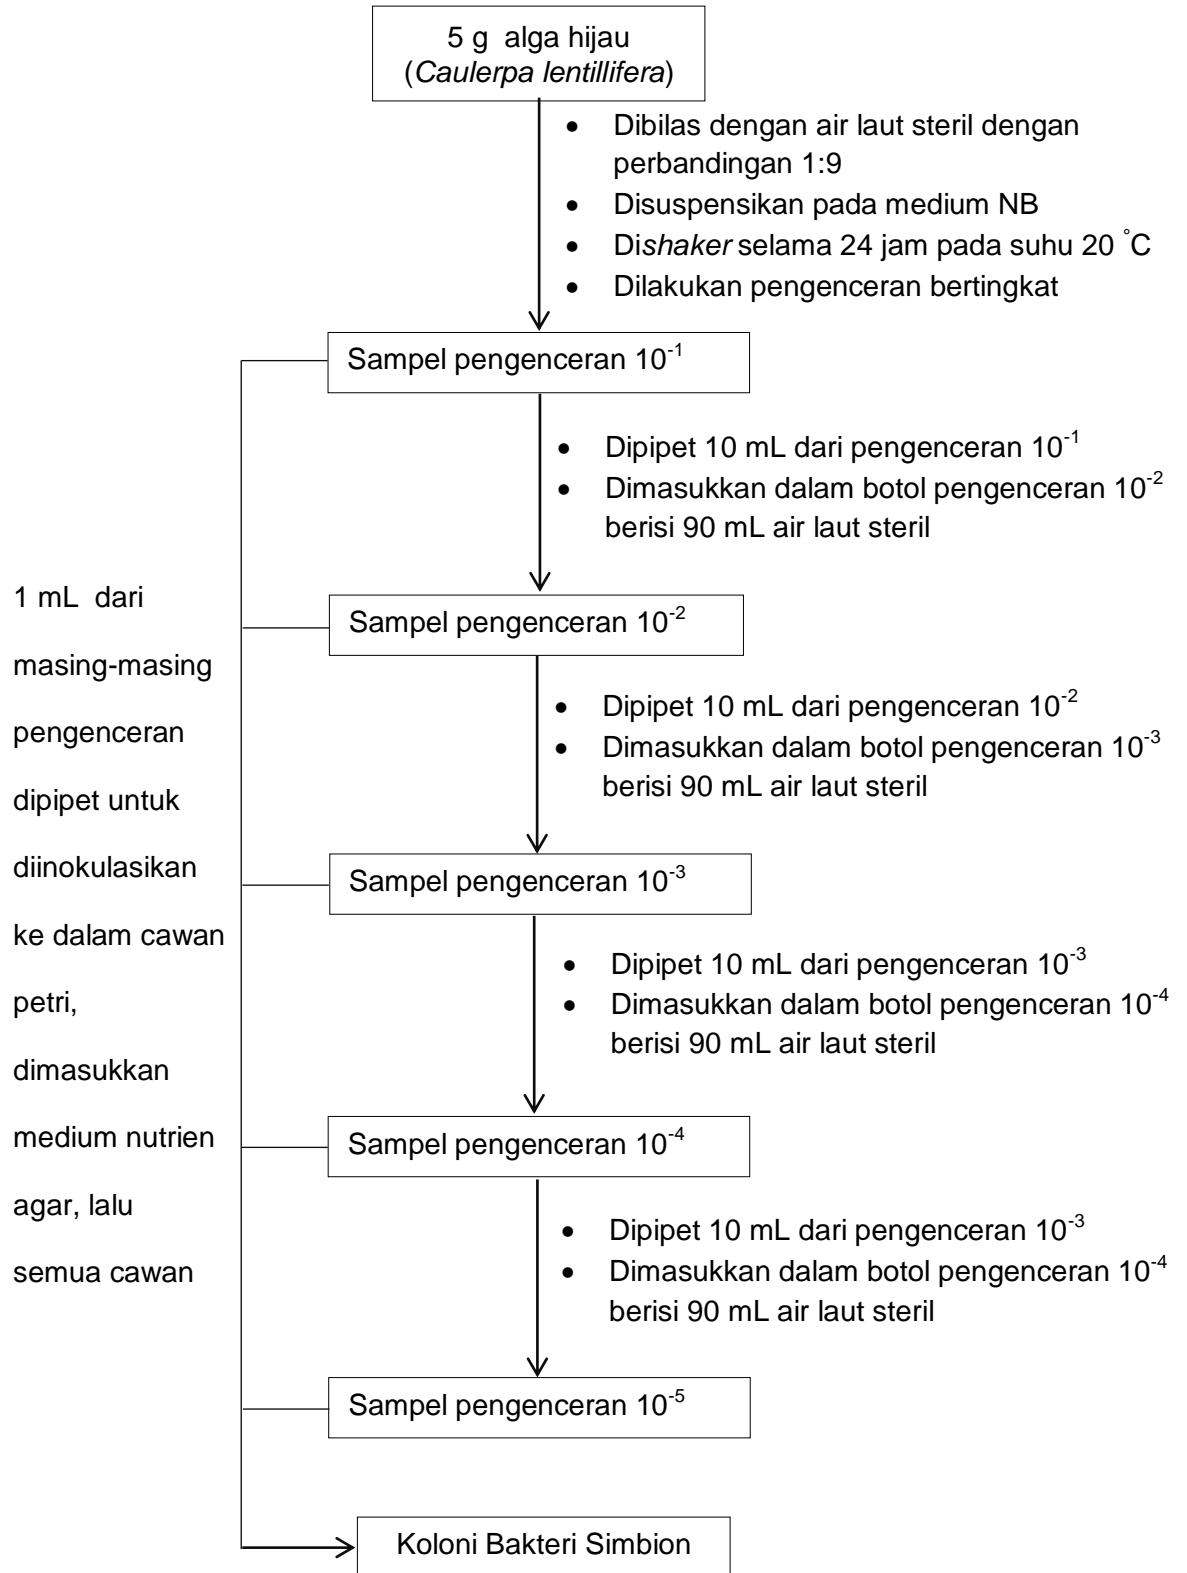 5 g alga hijau
(Caulerpa lentillifera)
• Dibilas dengan air laut steril dengan
perbandingan 1:9
• Disuspensikan pada medium NB
• Dishaker selama 24 jam pada suhu 20 °C
• Dilakukan pengenceran bertingkat
Sampel pengenceran 10⁻¹
• Dipipet 10 mL dari pengenceran 10⁻¹
• Dimasukkan dalam botol pengenceran 10⁻²
berisi 90 mL air laut steril
Sampel pengenceran 10⁻²
• Dipipet 10 mL dari pengenceran 10⁻²
• Dimasukkan dalam botol pengenceran 10⁻³
berisi 90 mL air laut steril
Sampel pengenceran 10⁻³
• Dipipet 10 mL dari pengenceran 10⁻³
• Dimasukkan dalam botol pengenceran 10⁻⁴
berisi 90 mL air laut steril
Sampel pengenceran 10⁻⁴
• Dipipet 10 mL dari pengenceran 10⁻³
• Dimasukkan dalam botol pengenceran 10⁻⁴
berisi 90 mL air laut steril
Sampel pengenceran 10⁻⁵
1 mL dari
masing-masing
pengenceran
dipipet untuk
diinokulasikan
ke dalam cawan
petri,
dimasukkan
medium nutrien
agar, lalu
semua cawan
Koloni Bakteri Simbion